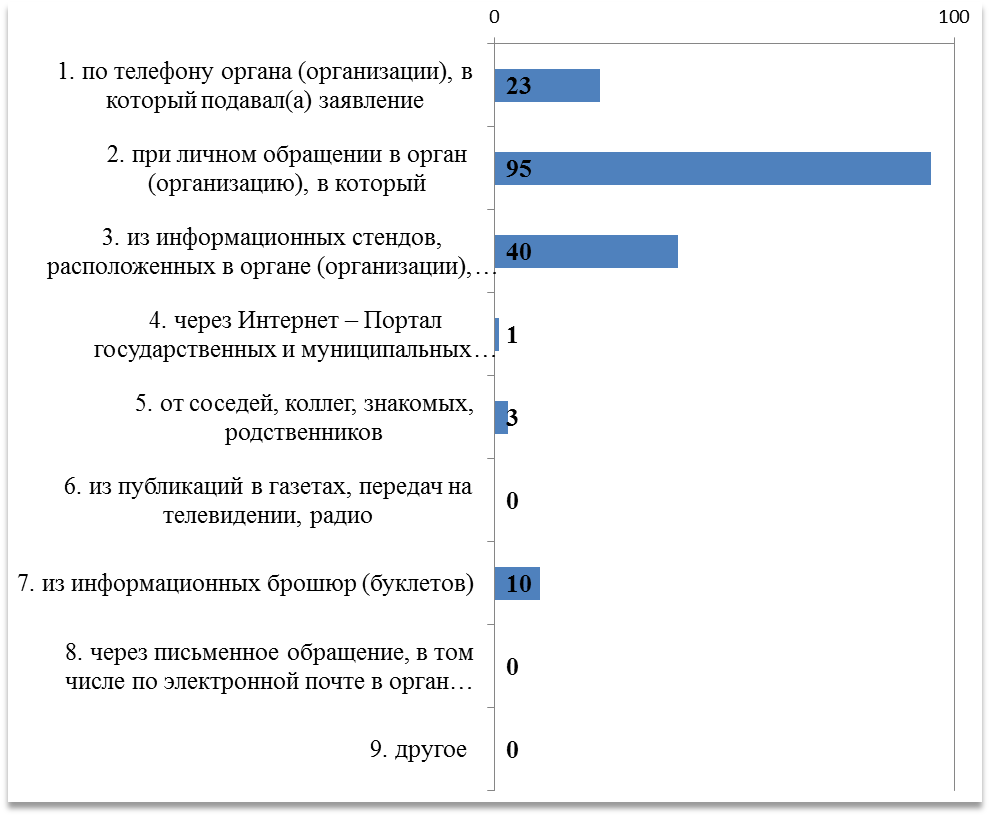 0 100
1. по телефону органа (организации), в
который подавал(а) заявление
23
2. при личном обращении в орган
(организацию), в который
95
3. из информационных стендов,
расположенных в органе (организации),…
40
4. через Интернет – Портал
государственных и муниципальных…
1
5. от соседей, коллег, знакомых,
родственников
3
6. из публикаций в газетах, передач на
телевидении, радио
0
7. из информационных брошюр (буклетов)
10
8. через письменное обращение, в том
числе по электронной почте в орган…
0
9. другое
0